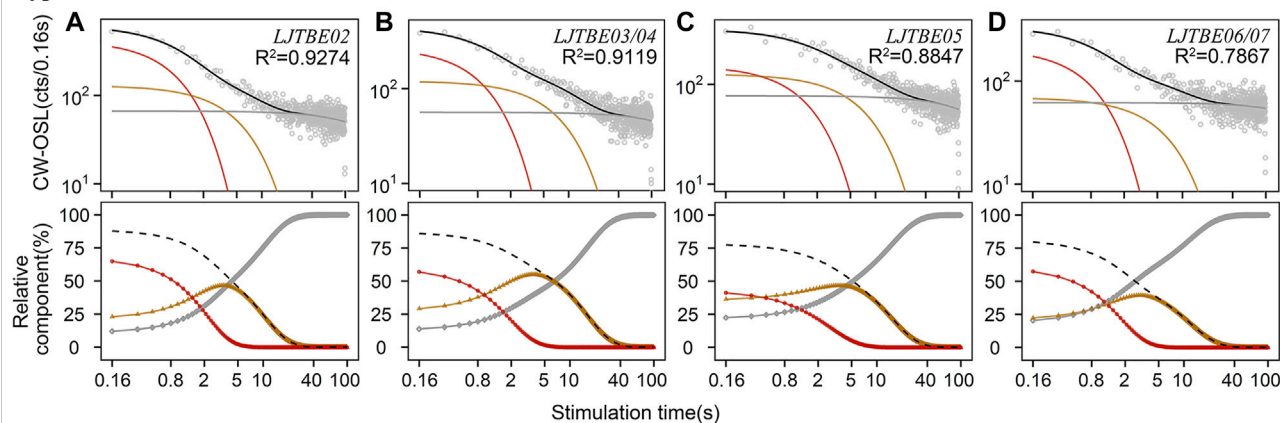 A B C D
LJTBE02 LJTBE03/04 LJTBE05 LJTBE06/07
R²=0.9274 R²=0.9119 R²=0.8847 R²=0.7867
CW-OSL(cts/0.16s)
10² 10² 10² 10²
10¹ 10¹ 10¹ 10¹
Relative
component(%)
100 100 100 100
75 75 75 75
50 50 50 50
25 25 25 25
0 0 0 0
0.16 0.8 2 5 10 40 100 0.16 0.8 2 5 10 40 100 0.16 0.8 2 5 10 40 100 0.16 0.8 2 5 10 40 100
Stimulation time(s)